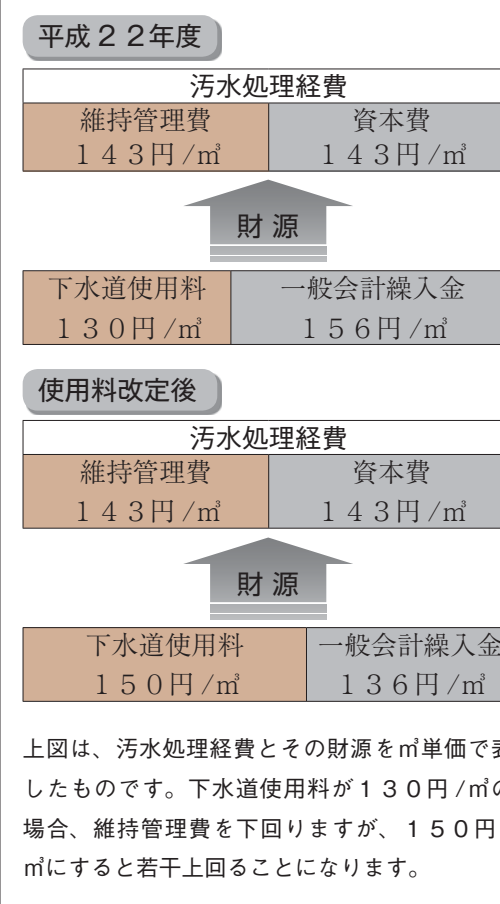 平成２２年度
汚水処理経費
維持管理費 資本費
１４３円/㎥ １４３円/㎥
財 源
下水道使用料 一般会計繰入金
１３０円/㎥ １５６円/㎥
使用料改定後
汚水処理経費
維持管理費 資本費
１４３円/㎥ １４３円/㎥
財 源
下水道使用料 一般会計繰入金
１５０円/㎥ １３６円/㎥
上図は、汚水処理経費とその財源を㎥単価で表
したものです。下水道使用料が１３０円/㎥の
場合、維持管理費を下回りますが、１５０円
㎥にすると若干上回ることになります。